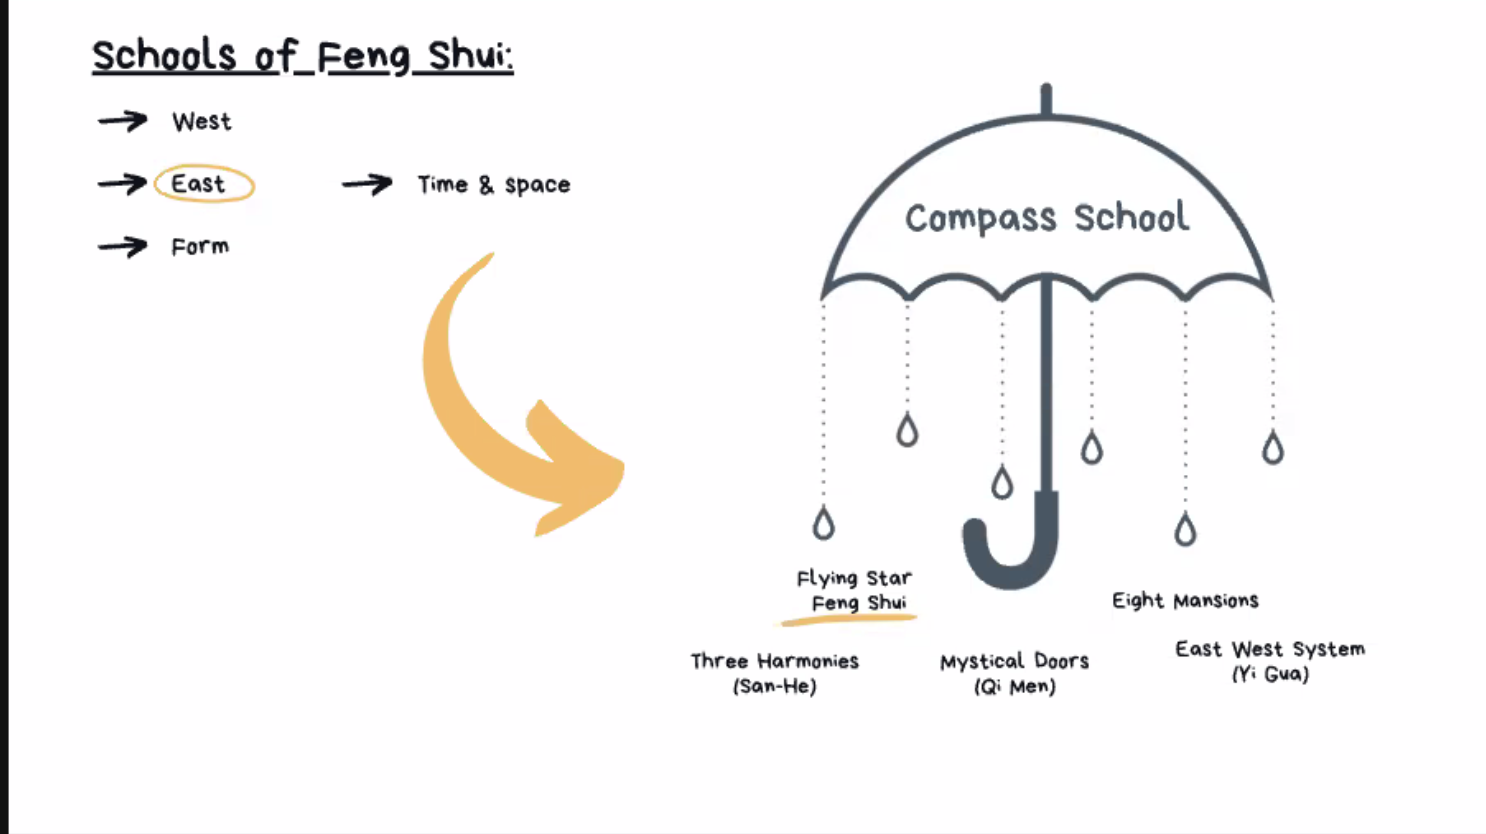 Schools of Feng Shui:
West
East
Time & space
Form
Compass School
Flying Star
Feng Shui
Three Harmonies
(San-He)
Mystical Doors
(Qi Men)
Eight Mansions
East West System
(Yi Gua)